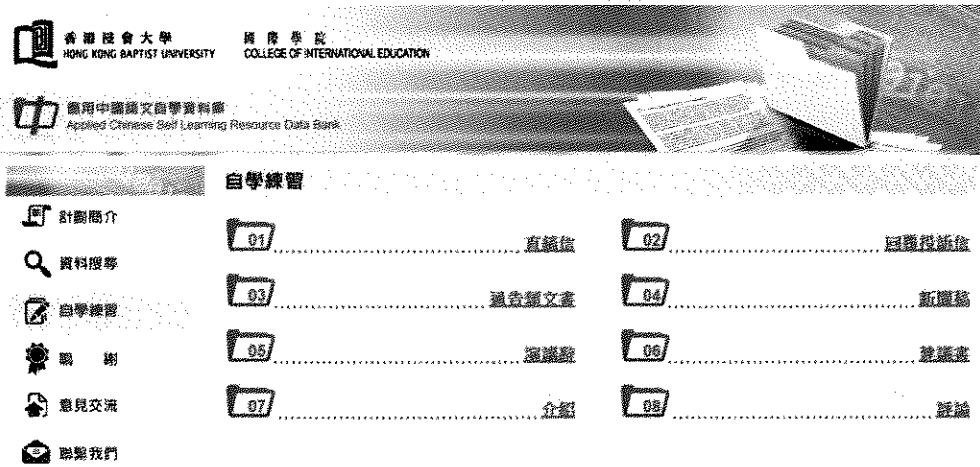 香港浸會大學
HONG KONG BAPTIST UNIVERSITY
國際學院
COLLEGE OF INTERNATIONAL EDUCATION
應用中國語文自學資料庫
Applied Chinese Self Learning Resource Data Bank
自學練習
計劃簡介
資料搜尋
自學練習
鳴 謝
意見交流
聯繫我們
01 直銷信
02 回覆投訴信
03 通告類文書
04 新聞稿
05 演講辭
06 建議書
07 介紹
08 評論